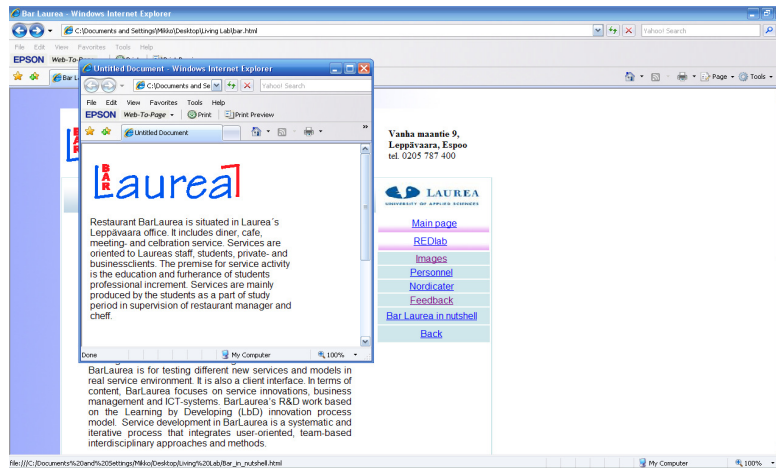 Bar Laurea - Windows Internet Explorer
C:\Documents and Settings\Mikko\Desktop\Living Lab\bar.html
Yahoo! Search
File Edit View Favorites Tools Help
EPSON Web-To-P
Bar L
Page Tools
Untitled Document - Windows Internet Explorer
C:\Documents and Se
Yahoo! Search
File Edit View Favorites Tools Help
EPSON Web-To-Page Print Print Preview
Untitled Document
»
BAR
Laurea
Restaurant BarLaurea is situated in Laurea´s
Leppävaara office. It includes diner, cafe,
meeting- and celbration service. Services are
oriented to Laureas staff, students, private- and
businessclients. The premise for service activity
is the education and furherance of students
professional increment. Services are mainly
produced by the students as a part of study
period in supervision of restaurant manager and
cheff.
Done My Computer 100%
Vanha maantie 9,
Leppävaara, Espoo
tel. 0205 787 400
LAUREA
UNIVERSITY OF APPLIED SCIENCES
Main page
REDlab
Images
Personnel
Nordicater
Feedback
Bar Laurea in nutshell
Back
BarLaurea is for testing different new services and models in
real service environment. It is also a client interface. In terms of
content, BarLaurea focuses on service innovations, business
management and ICT-systems. BarLaurea's R&D work based
on the Learning by Developing (LbD) innovation process
model. Service development in BarLaurea is a systematic and
iterative process that integrates user-oriented, team-based
interdisciplinary approaches and methods.
file:///C:/Documents%20and%20Settings/Mikko/Desktop/Living%20Lab/Bar_in_nutshell.html
My Computer 100%